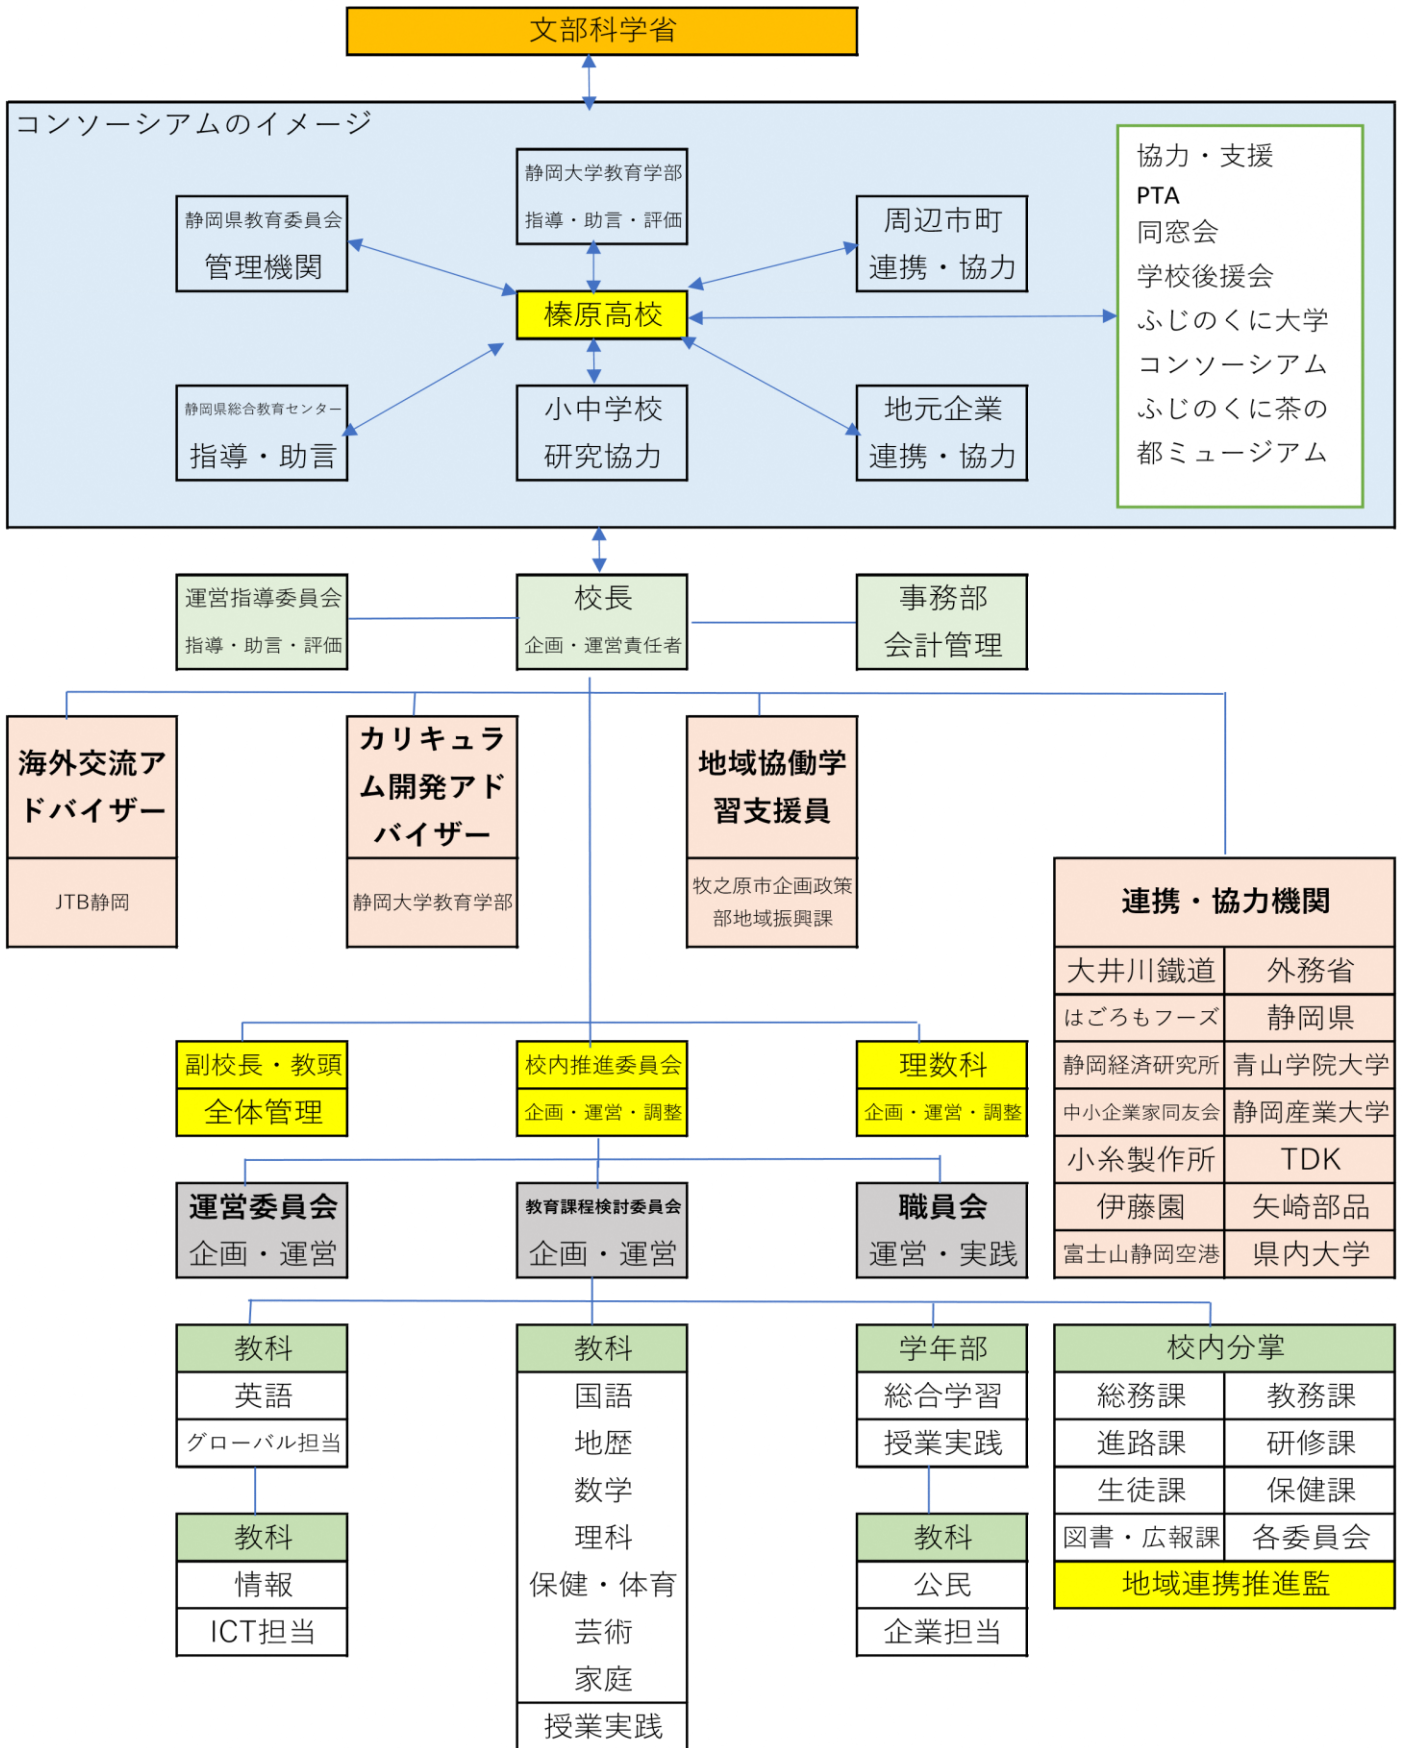 文部科学省
コンソーシアムのイメージ
静岡大学教育学部
指導・助言・評価
静岡県教育委員会
管理機関
周辺市町
連携・協力
榛原高校
静岡県総合教育センター
指導・助言
小中学校
研究協力
地元企業
連携・協力
協力・支援
PTA
同窓会
学校後援会
ふじのくに大学
コンソーシアム
ふじのくに茶の
都ミュージアム
運営指導委員会
指導・助言・評価
校長
企画・運営責任者
事務部
会計管理
海外交流ア
ドバイザー
JTB静岡
カリキュラ
ム開発アド
バイザー
静岡大学教育学部
地域協働学
習支援員
牧之原市企画政策
部地域振興課
連携・協力機関
大井川鐵道 外務省
はごろもフーズ 静岡県
静岡経済研究所 青山学院大学
中小企業家同友会 静岡産業大学
小糸製作所 TDK
伊藤園 矢崎部品
富士山静岡空港 県内大学
副校長・教頭
全体管理
校内推進委員会
企画・運営・調整
理数科
企画・運営・調整
運営委員会
企画・運営
教育課程検討委員会
企画・運営
職員会
運営・実践
教科
英語
グローバル担当
教科
情報
ICT担当
教科
国語
地歴
数学
理科
保健・体育
芸術
家庭
授業実践
学年部
総合学習
授業実践
教科
公民
企業担当
校内分掌
総務課 教務課
進路課 研修課
生徒課 保健課
図書・広報課 各委員会
地域連携推進監